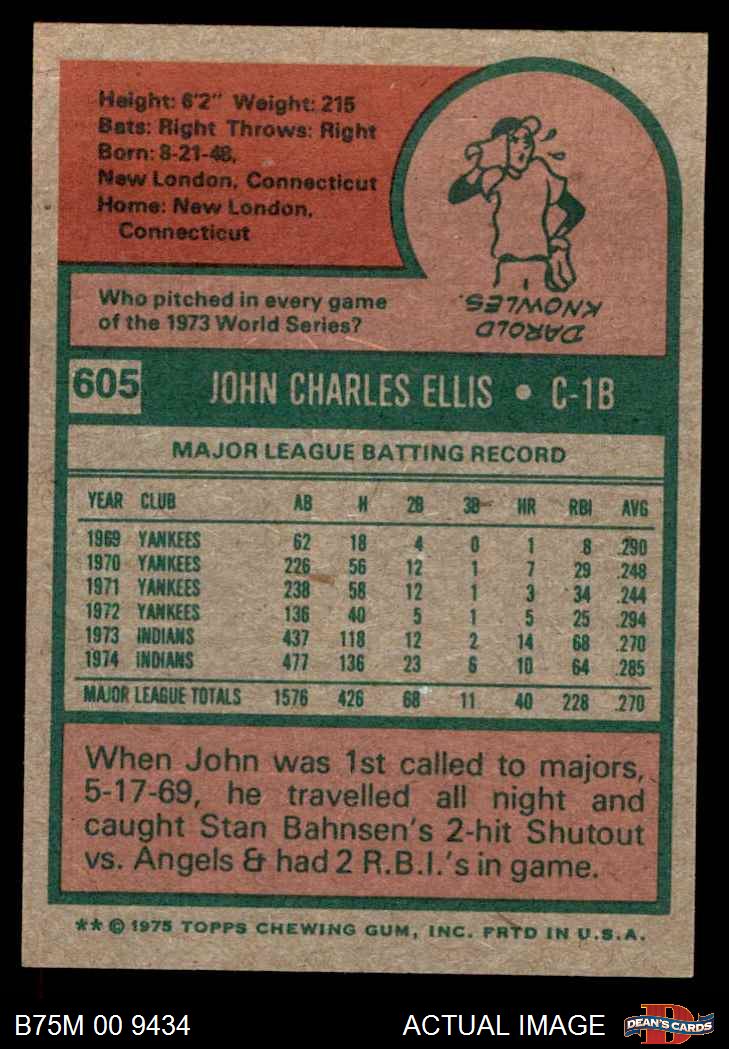 Height: 6'2" Weight: 215
Bats: Right Throws: Right
Born: 8-21-48,
New London, Connecticut
Home: New London,
Connecticut
Who pitched in every game
of the 1973 World Series?
DAROLD
KNOWLES.
605 JOHN CHARLES ELLIS • C-1B
MAJOR LEAGUE BATTING RECORD
YEAR CLUB AB H 2B 3B HR RBI AVG
1969 YANKEES 62 18 4 0 1 8 .290
1970 YANKEES 226 56 12 1 7 29 .248
1971 YANKEES 238 58 12 1 3 34 .244
1972 YANKEES 136 40 5 1 5 25 .294
1973 INDIANS 437 118 12 2 14 68 .270
1974 INDIANS 477 136 23 6 10 64 .285
MAJOR LEAGUE TOTALS 1576 426 68 11 40 228 .270
When John was 1st called to majors,
5-17-69, he travelled all night and
caught Stan Bahnsen's 2-hit Shutout
vs. Angels & had 2 R.B.I.'s in game.
** © 1975 TOPPS CHEWING GUM, INC. PRTD IN U.S.A.
B75M 00 9434 ACTUAL IMAGE DEAN'S CARDS